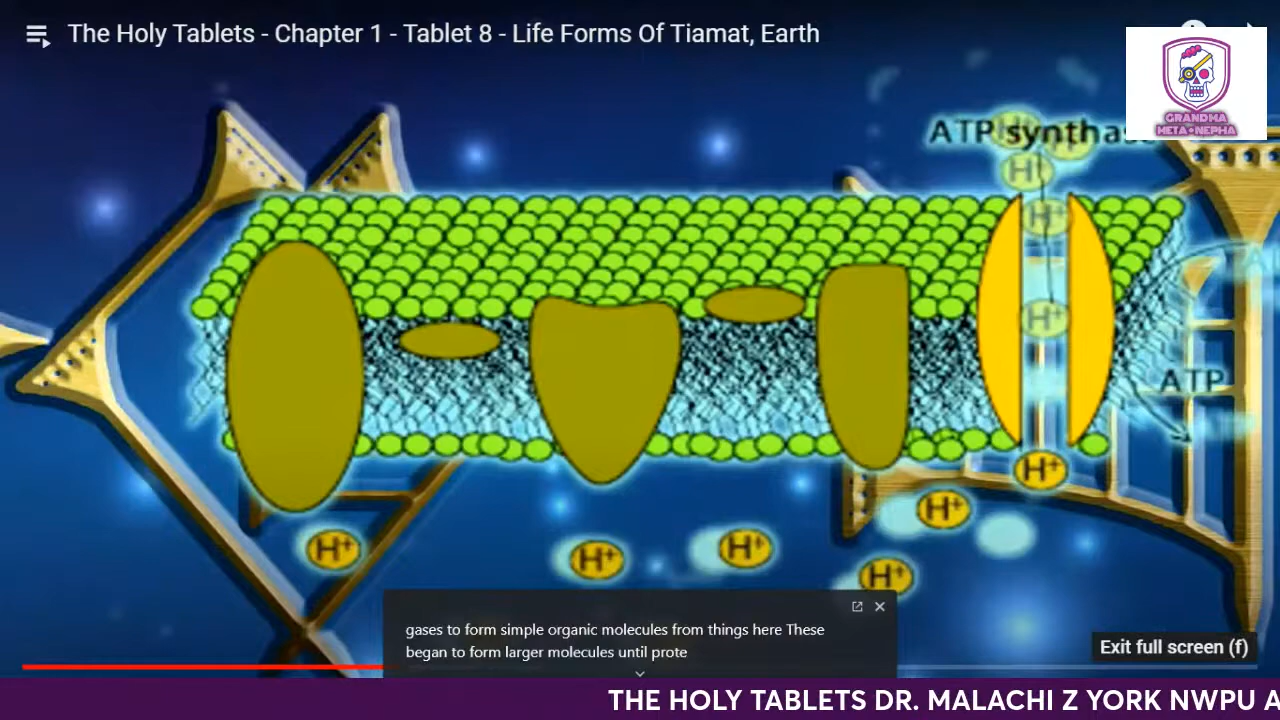 The Holy Tablets - Chapter 1 - Tablet 8 - Life Forms Of Tiamat, Earth
GRANDHA
META•NEPHA
ATP synthas
H⁺
H⁺
H⁺
ATP
H⁺
H⁺
H⁺
H⁺
H⁺
H⁺
gases to form simple organic molecules from things here These
began to form larger molecules until prote
Exit full screen (f)
THE HOLY TABLETS DR. MALACHI Z YORK NWPU A